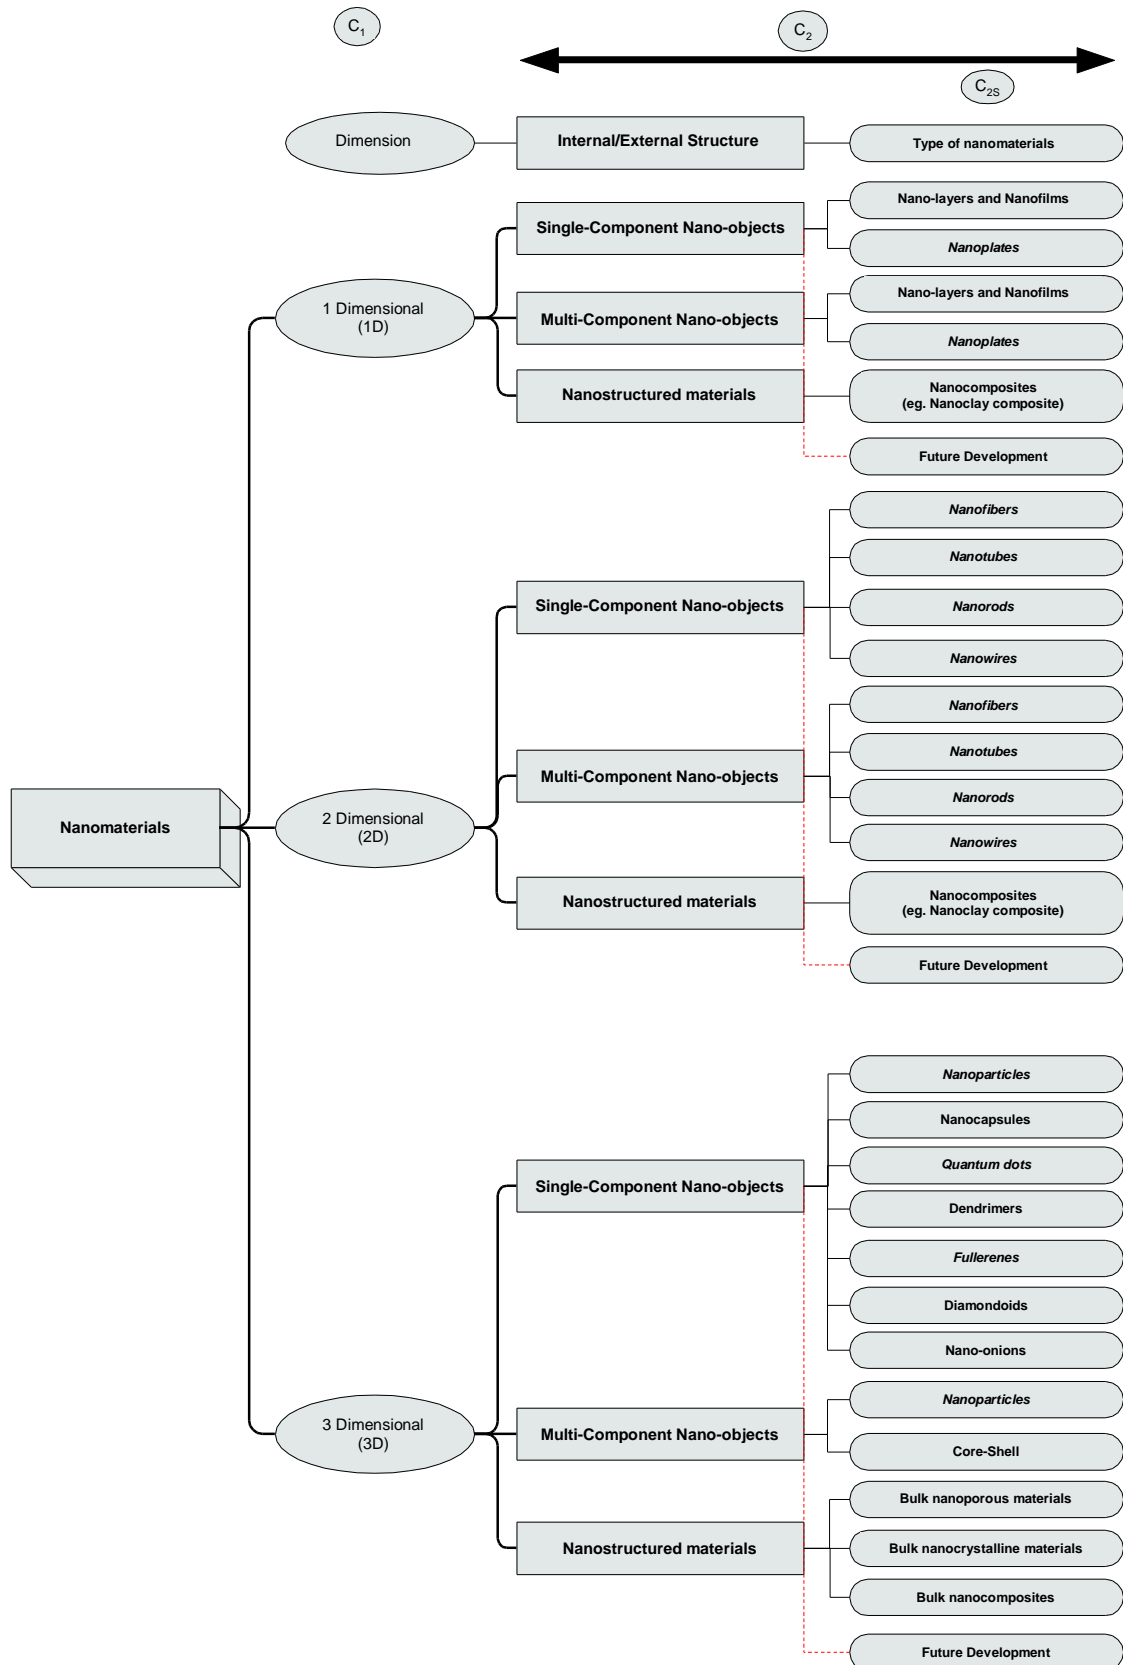 C1
C2
C2S
Dimension
Internal/External Structure
Type of nanomaterials
Nanomaterials
1 Dimensional
(1D)
Single-Component Nano-objects
Nano-layers and Nanofilms
Nanoplates
Multi-Component Nano-objects
Nano-layers and Nanofilms
Nanoplates
Nanostructured materials
Nanocomposites
(eg. Nanoclay composite)
Future Development
2 Dimensional
(2D)
Single-Component Nano-objects
Nanofibers
Nanotubes
Nanorods
Nanowires
Multi-Component Nano-objects
Nanofibers
Nanotubes
Nanorods
Nanowires
Nanostructured materials
Nanocomposites
(eg. Nanoclay composite)
Future Development
3 Dimensional
(3D)
Single-Component Nano-objects
Nanoparticles
Nanocapsules
Quantum dots
Dendrimers
Fullerenes
Diamondoids
Nano-onions
Multi-Component Nano-objects
Nanoparticles
Core-Shell
Nanostructured materials
Bulk nanoporous materials
Bulk nanocrystalline materials
Bulk nanocomposites
Future Development